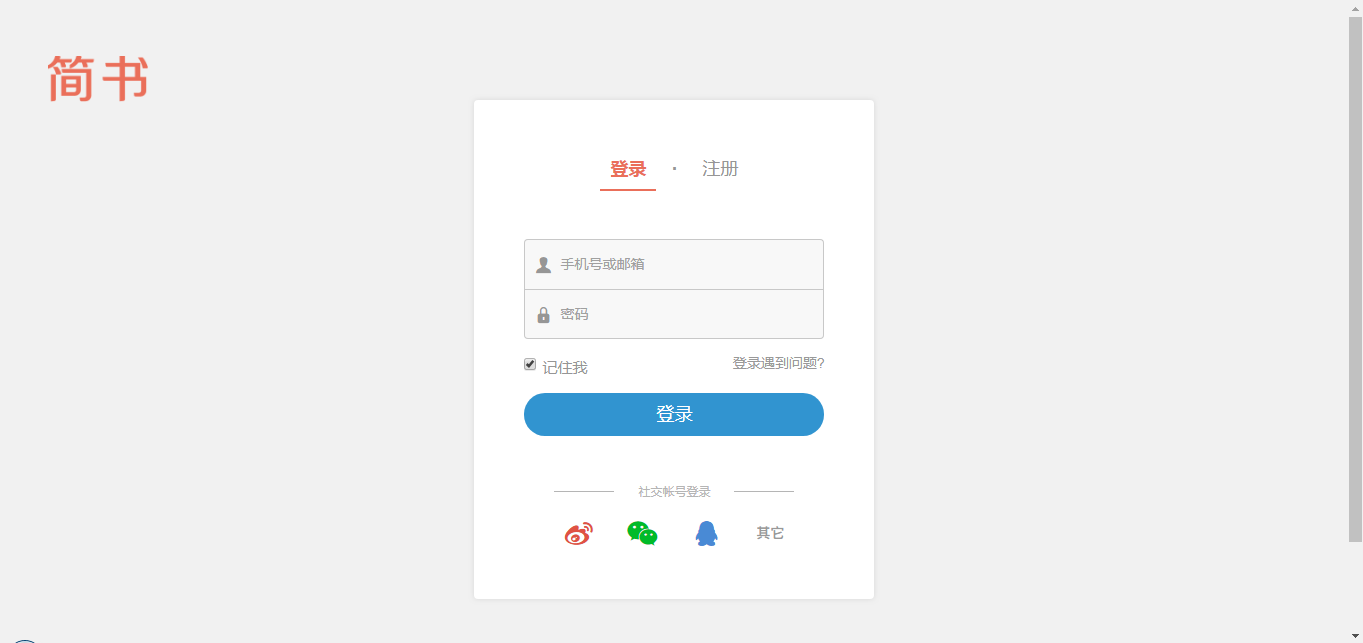 简书
登录 · 注册
手机号或邮箱
密码
记住我 登录遇到问题?
登录
社交帐号登录
其它